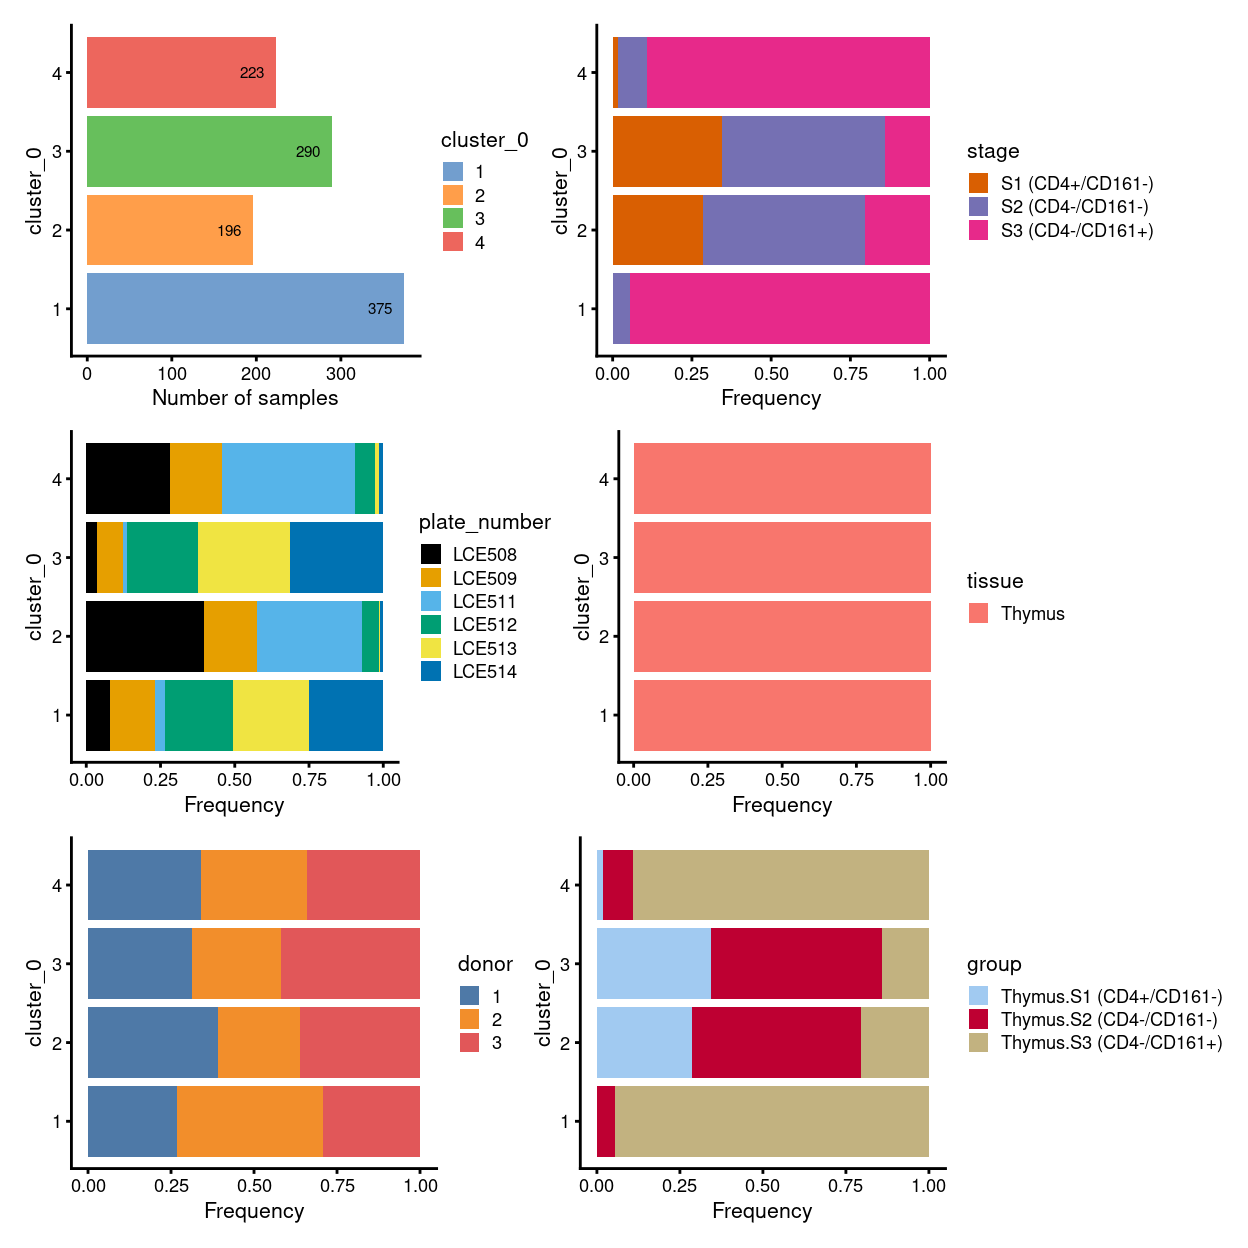 cluster_0
4
3
2
1
223
290
196
375
0
100
200
300
Number of samples
cluster_0
1
2
3
4
cluster_0
4
3
2
1
0.00
0.25
0.50
0.75
1.00
Frequency
stage
S1 (CD4+/CD161-)
S2 (CD4-/CD161-)
S3 (CD4-/CD161+)
cluster_0
4
3
2
1
0.00
0.25
0.50
0.75
1.00
Frequency
plate_number
LCE508
LCE509
LCE511
LCE512
LCE513
LCE514
cluster_0
4
3
2
1
0.00
0.25
0.50
0.75
1.00
Frequency
tissue
Thymus
cluster_0
4
3
2
1
0.00
0.25
0.50
0.75
1.00
Frequency
donor
1
2
3
cluster_0
4
3
2
1
0.00
0.25
0.50
0.75
1.00
Frequency
group
Thymus.S1 (CD4+/CD161-)
Thymus.S2 (CD4-/CD161-)
Thymus.S3 (CD4-/CD161+)